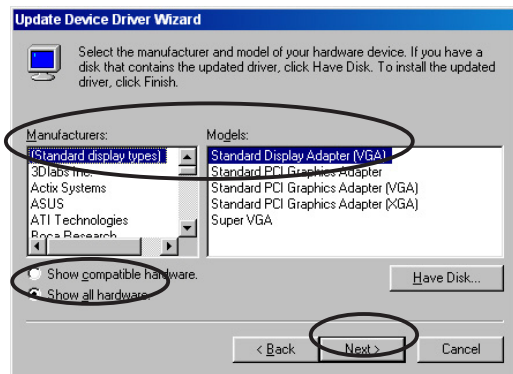 Update Device Driver Wizard
Select the manufacturer and model of your hardware device. If you have a
disk that contains the updated driver, click Have Disk. To install the updated
driver, click Finish.
Manufacturers:
(Standard display types)
3Dlabs Inc.
Actix Systems
ASUS
ATI Technologies
Boca Research
Models:
Standard Display Adapter (VGA)
Standard PCI Graphics Adapter
Standard PCI Graphics Adapter (VGA)
Standard PCI Graphics Adapter (XGA)
Super VGA
Show compatible hardware.
Show all hardware.
Have Disk...
< Back
Next >
Cancel